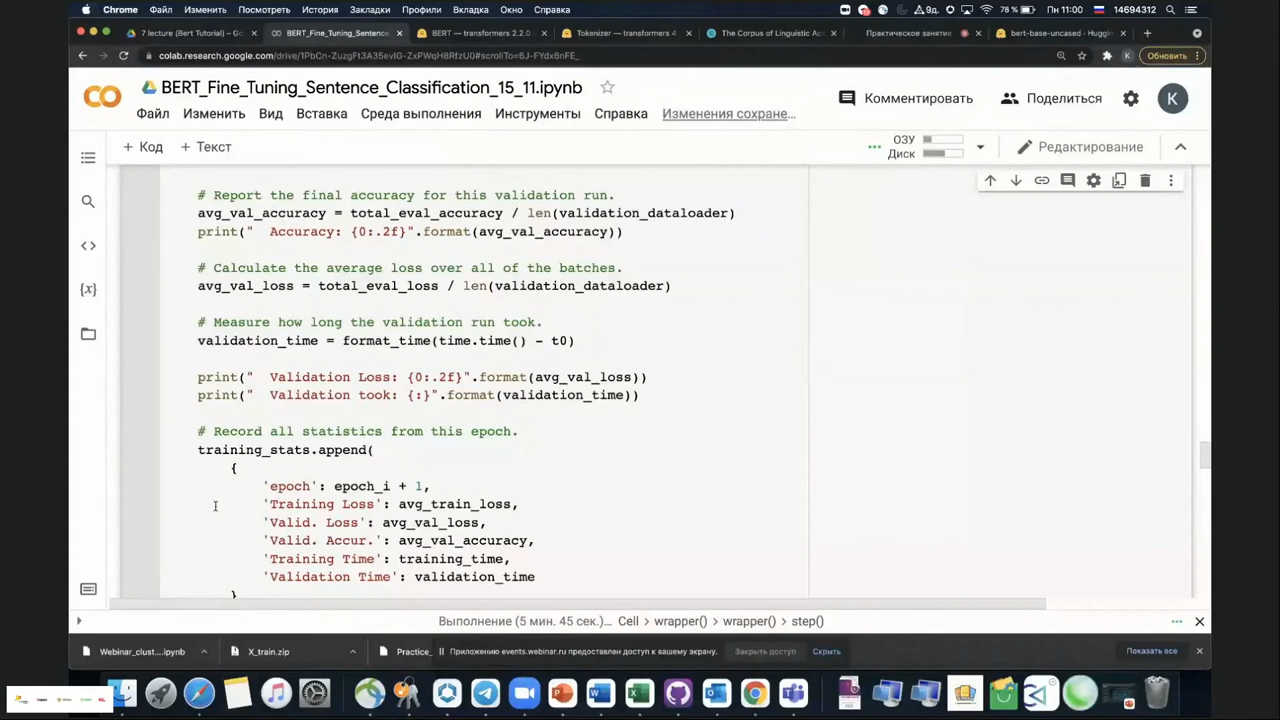 Chrome Файл Изменить Посмотреть История Закладки Профили Вкладка Окно Справка 9д. 78 % Пн 11:00 14694312
7 lecture (Bert Tutorial) – Go BERT_Fine_Tuning_Sentence_ BERT — transformers 2.2.0 Tokenizer — transformers 4 The Corpus of Linguistic Ac Практическое занятие bert-base-uncased · Huggin
colab.research.google.com/drive/1PbCn-ZuzgFt3A35evIG-ZxPWqH8RfzU0#scrollTo=6J-FYdx6nFE_ K Обновить
BERT_Fine_Tuning_Sentence_Classification_15_11.ipynb
Комментировать Поделиться K
Файл Изменить Вид Вставка Среда выполнения Инструменты Справка Изменения сохране...
+ Код + Текст ОЗУ Диск Редактирование
# Report the final accuracy for this validation run.
avg_val_accuracy = total_eval_accuracy / len(validation_dataloader)
print("  Accuracy: {0:.2f}".format(avg_val_accuracy))
# Calculate the average loss over all of the batches.
avg_val_loss = total_eval_loss / len(validation_dataloader)
# Measure how long the validation run took.
validation_time = format_time(time.time() - t0)
print("  Validation Loss: {0:.2f}".format(avg_val_loss))
print("  Validation took: {:}".format(validation_time))
# Record all statistics from this epoch.
training_stats.append(
{
'epoch': epoch_i + 1,
'Training Loss': avg_train_loss,
'Valid. Loss': avg_val_loss,
'Valid. Accur.': avg_val_accuracy,
'Training Time': training_time,
'Validation Time': validation_time
}
Выполнение (5 мин. 45 сек.)... Cell > wrapper() > wrapper() > step()
Webinar_clust....ipynb X_train.zip Practice_ Приложению events.webinar.ru предоставлен доступ к вашему экрану. Закрыть доступ Скрыть Показать все